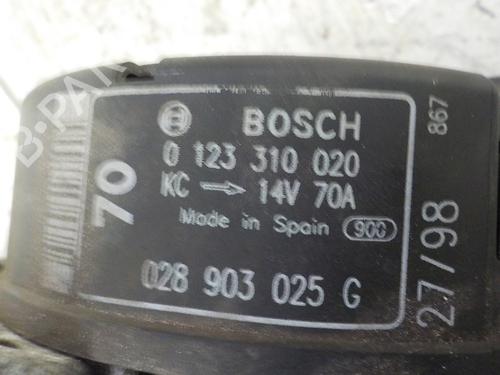 BOSCH
0 123 310 020
KC → 14V 70A
Made in Spain 900
028 903 025 G
70
867
27/98
B-PARTS